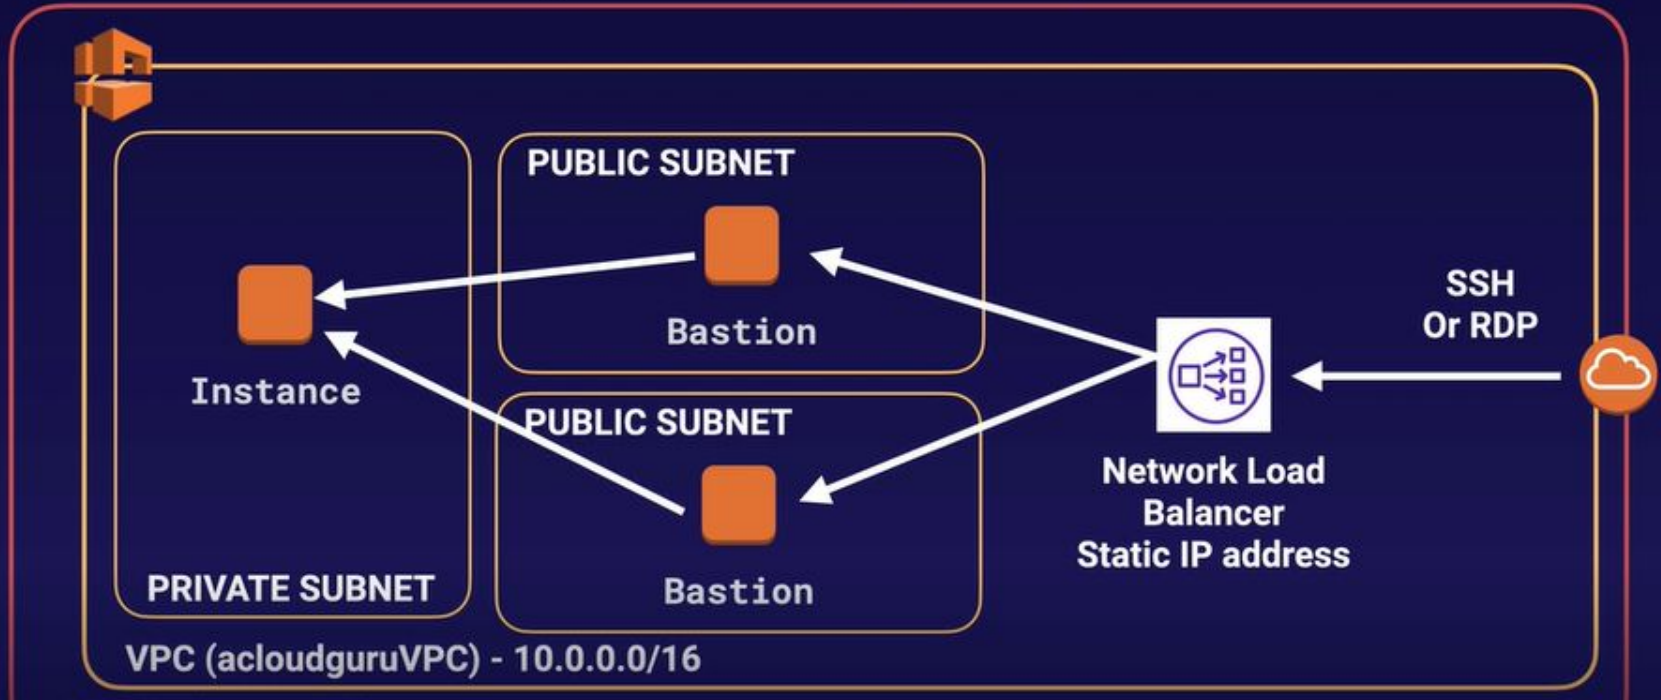 PUBLIC SUBNET
Bastion
Instance
PUBLIC SUBNET
Bastion
PRIVATE SUBNET
SSH
Or RDP
Network Load
Balancer
Static IP address
VPC (acloudguruVPC) - 10.0.0.0/16